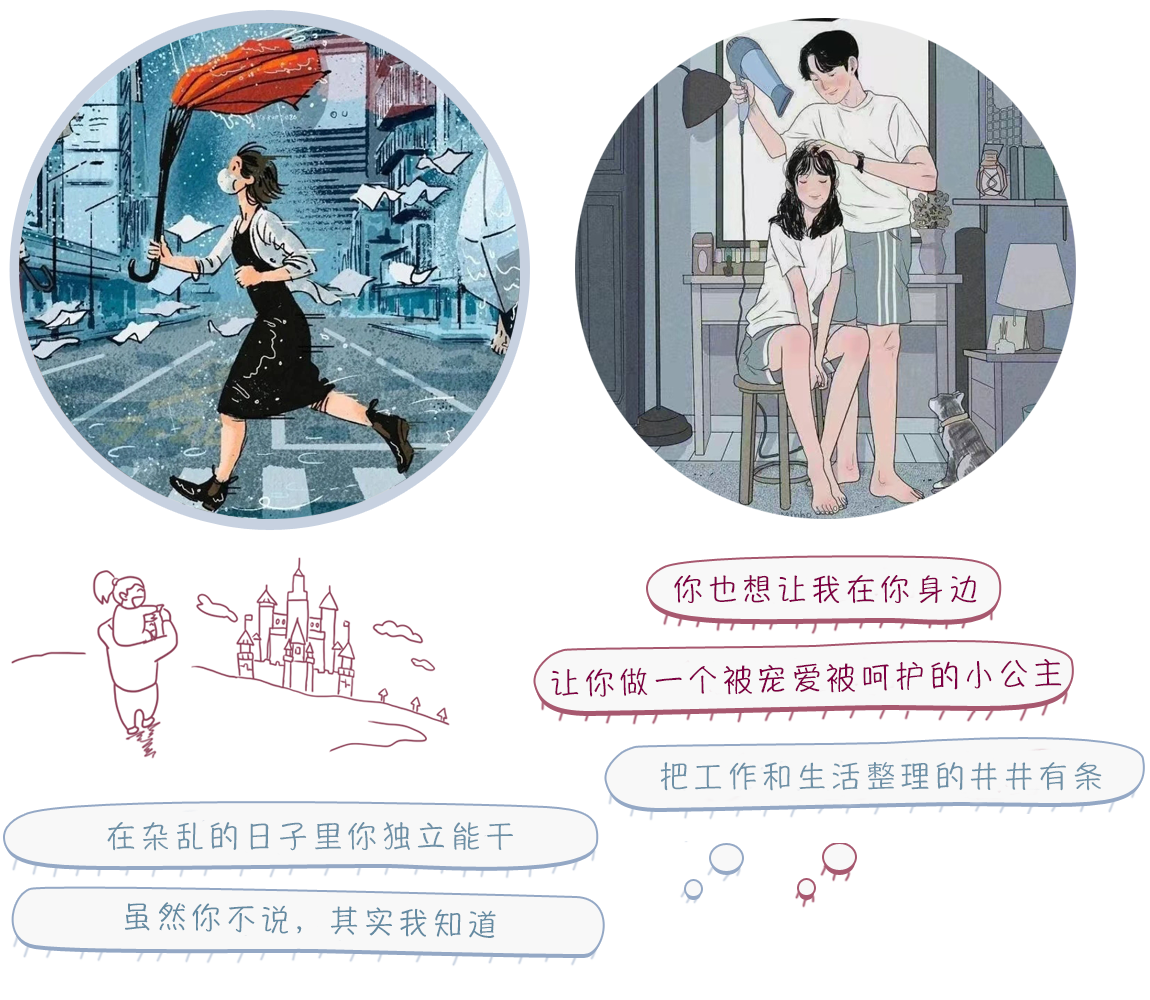 你也想让我在你身边
让你做一个被宠爱被呵护的小公主
把工作和生活整理的井井有条
在杂乱的日子里你独立能干
虽然你不说，其实我知道